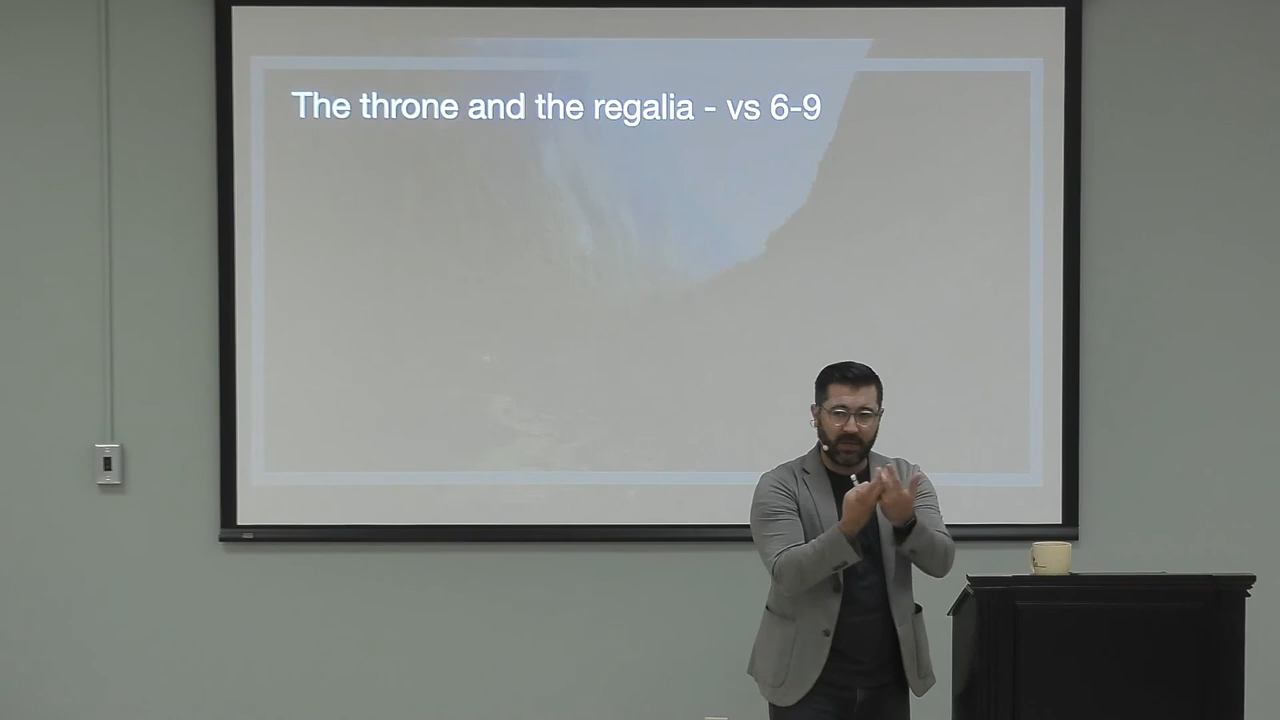 The throne and the regalia - vs 6-9